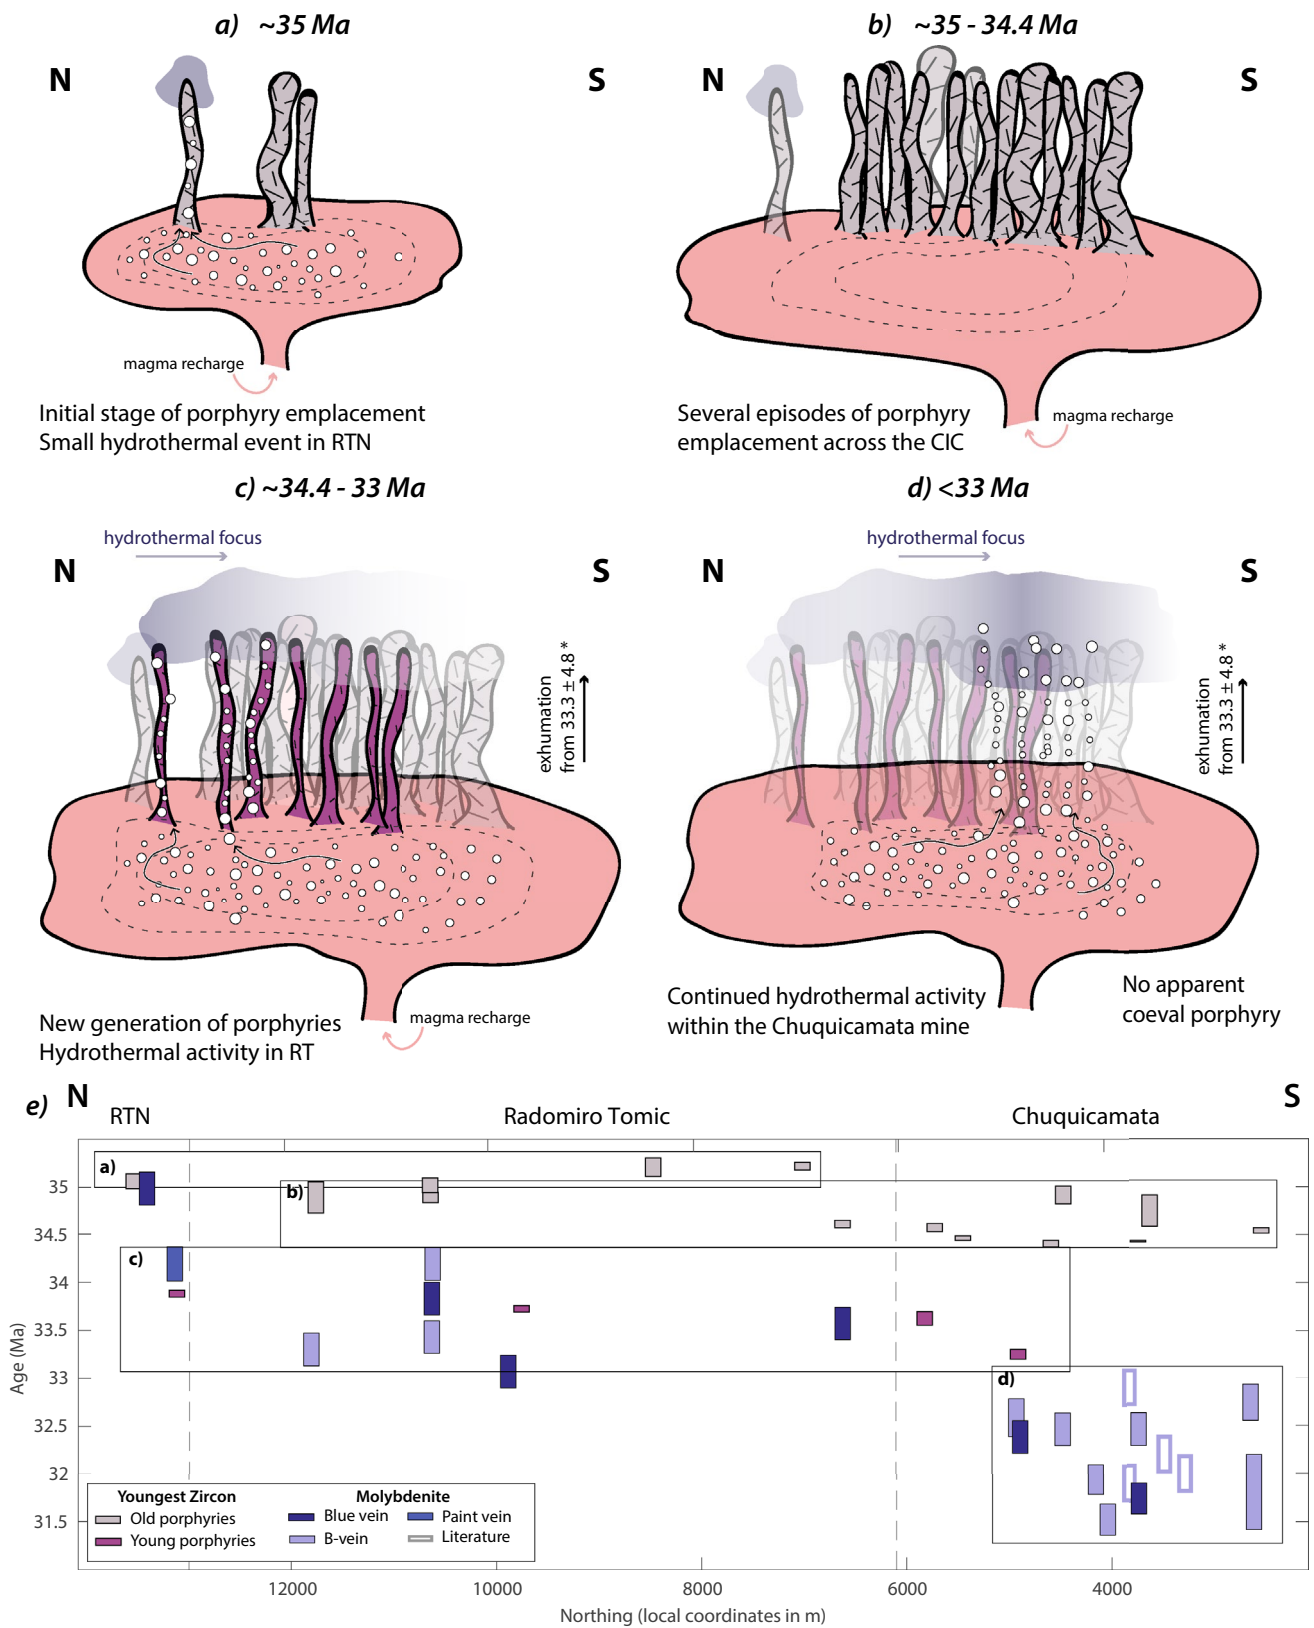 a) ~35 Ma
b) ~35 - 34.4 Ma
N
S
N
S
magma recharge
Initial stage of porphyry emplacement
Small hydrothermal event in RTN
magma recharge
Several episodes of porphyry
emplacement across the CIC
c) ~34.4 - 33 Ma
d) <33 Ma
hydrothermal focus
N
S
exhumation
from 33.3 ± 4.8 *
magma recharge
New generation of porphyries
Hydrothermal activity in RT
hydrothermal focus
N
S
exhumation
from 33.3 ± 4.8 *
Continued hydrothermal activity
within the Chuquicamata mine
No apparent
coeval porphyry
e)
N
S
RTN
Radomiro Tomic
Chuquicamata
a)
b)
c)
d)
Age (Ma)
35
34.5
34
33.5
33
32.5
32
31.5
Youngest Zircon
Old porphyries
Young porphyries
Molybdenite
Blue vein
Paint vein
B-vein
Literature
12000
10000
8000
6000
4000
Northing (local coordinates in m)